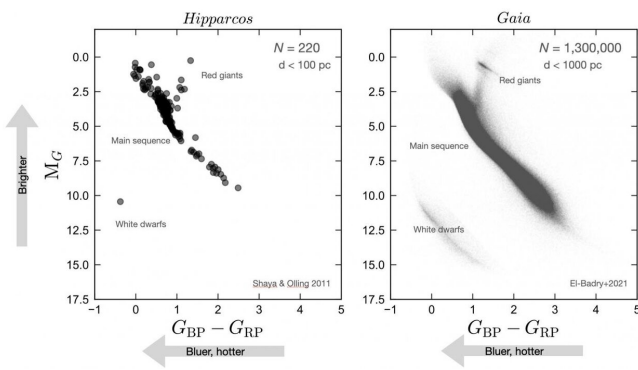 Hipparcos
N = 220
d < 100 pc
Red giants
Main sequence
White dwarfs
Shaya & Olling 2011
0.0
2.5
5.0
7.5
10.0
12.5
15.0
17.5
M_G
Brighter
−1 0 1 2 3 4 5
G_BP − G_RP
Bluer, hotter
Gaia
N = 1,300,000
d < 1000 pc
Red giants
Main sequence
White dwarfs
El-Badry+2021
0.0
2.5
5.0
7.5
10.0
12.5
15.0
17.5
−1 0 1 2 3 4 5
G_BP − G_RP
Bluer, hotter